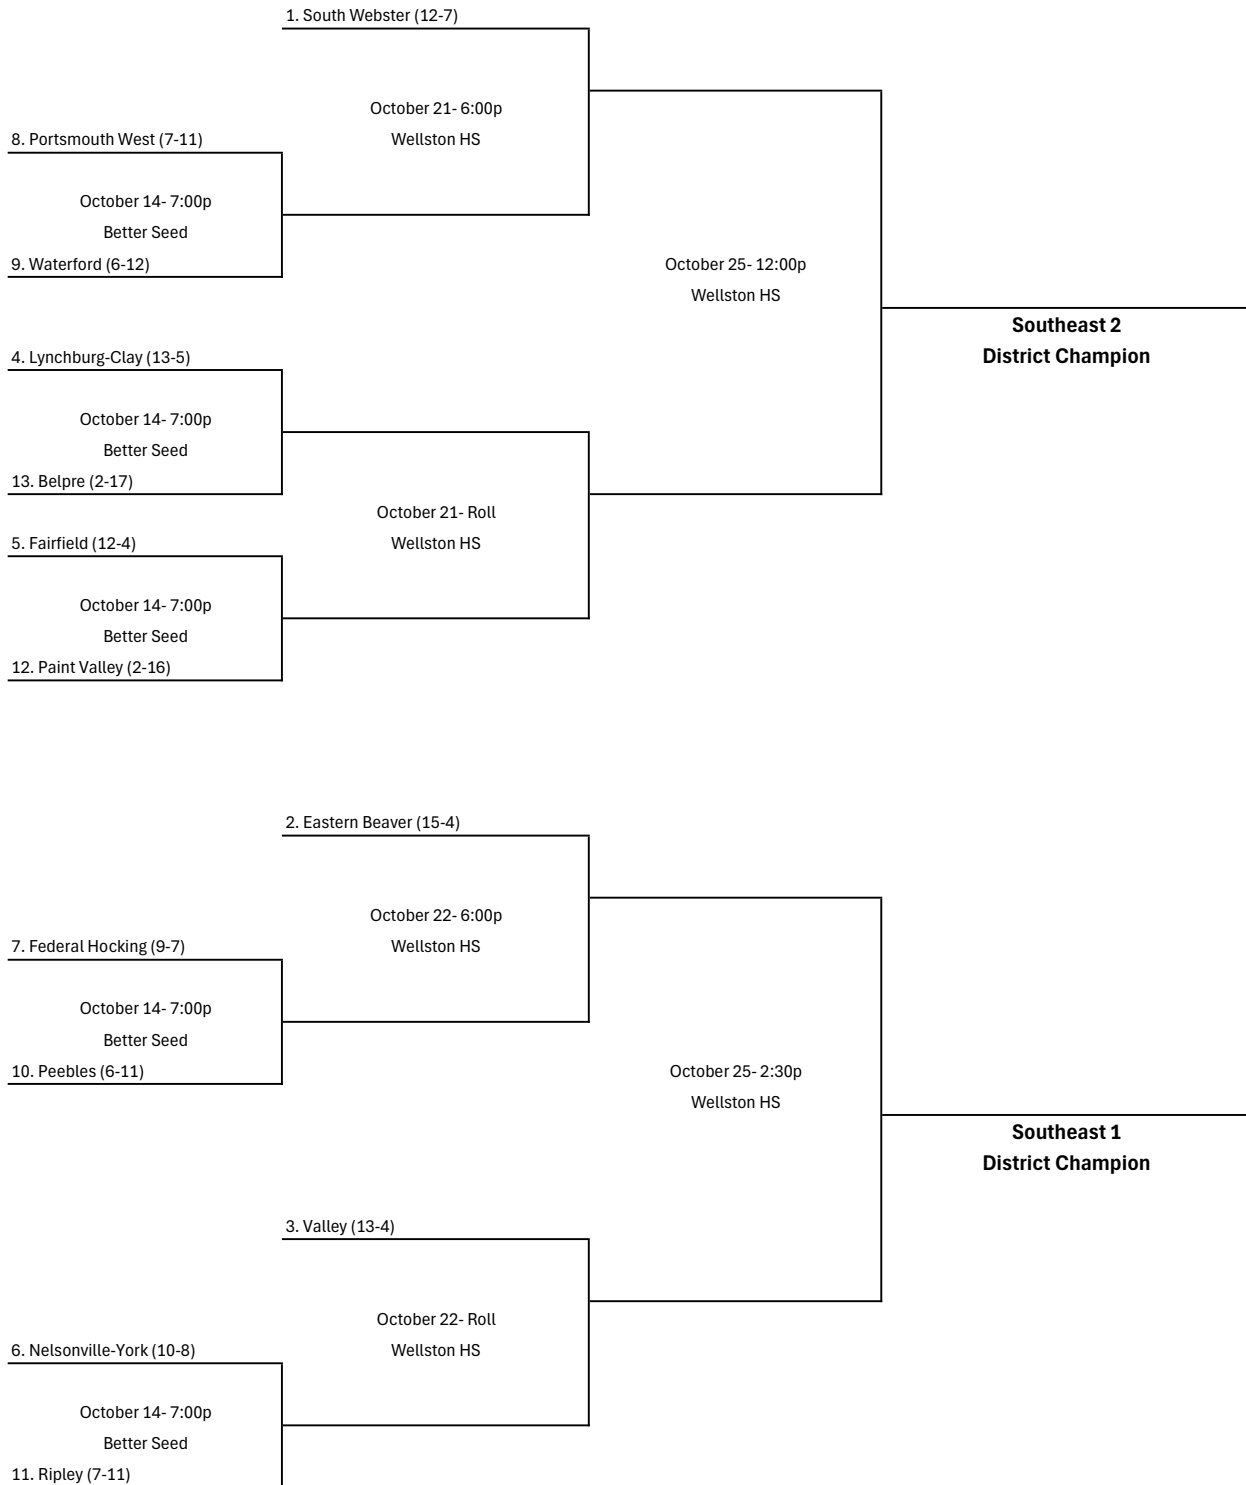 1. South Webster (12-7)
October 21- 6:00p
Wellston HS
8. Portsmouth West (7-11)
October 14- 7:00p
Better Seed
9. Waterford (6-12)
October 25- 12:00p
Wellston HS
Southeast 2
District Champion
4. Lynchburg-Clay (13-5)
October 14- 7:00p
Better Seed
13. Belpre (2-17)
October 21- Roll
Wellston HS
5. Fairfield (12-4)
October 14- 7:00p
Better Seed
12. Paint Valley (2-16)
2. Eastern Beaver (15-4)
October 22- 6:00p
Wellston HS
7. Federal Hocking (9-7)
October 14- 7:00p
Better Seed
10. Peebles (6-11)
October 25- 2:30p
Wellston HS
Southeast 1
District Champion
3. Valley (13-4)
October 22- Roll
Wellston HS
6. Nelsonville-York (10-8)
October 14- 7:00p
Better Seed
11. Ripley (7-11)